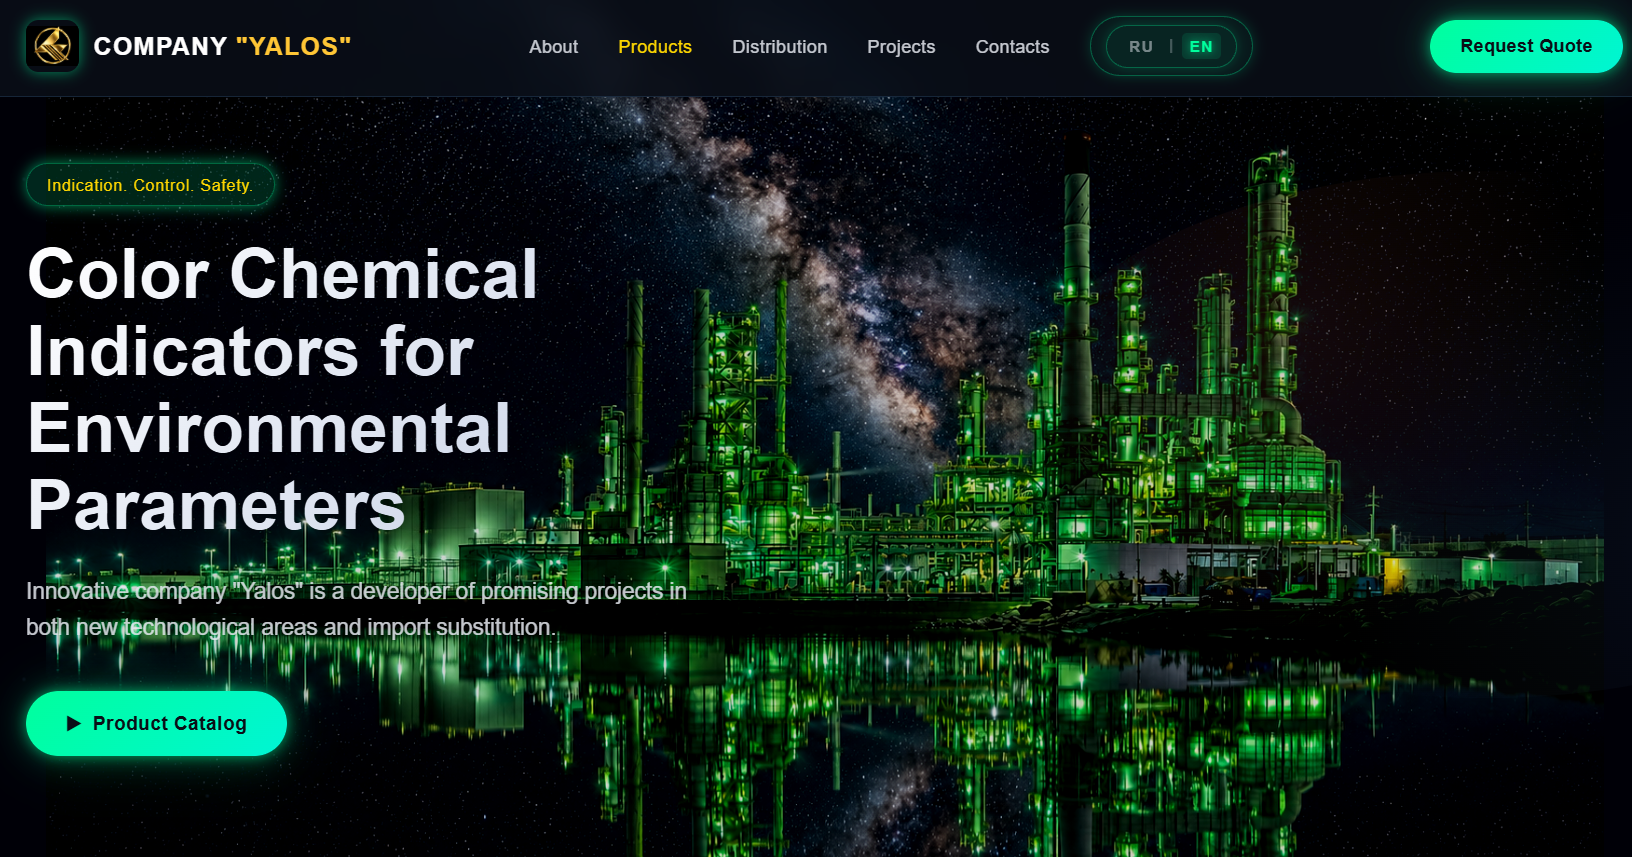 COMPANY "YALOS"
About
Products
Distribution
Projects
Contacts
RU | EN
Request Quote
Indication. Control. Safety.
Color Chemical
Indicators for
Environmental
Parameters
Innovative company "Yalos" is a developer of promising projects in
both new technological areas and import substitution.
Product Catalog